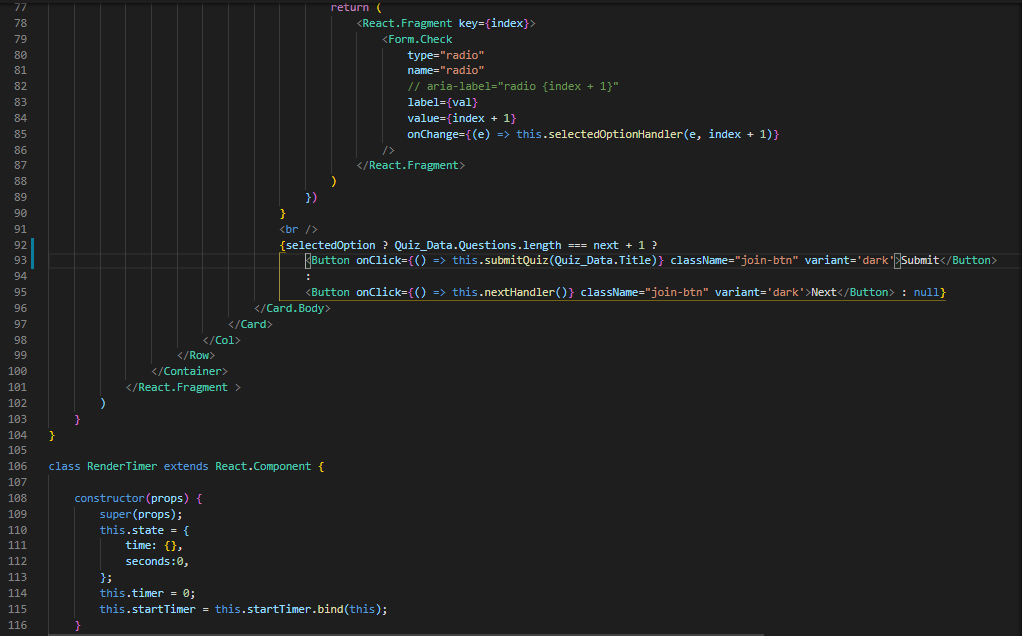 77 return (
78 <React.Fragment key={index}>
79 <Form.Check
80 type="radio"
81 name="radio"
82 // aria-label="radio {index + 1}"
83 label={val}
84 value={index + 1}
85 onChange={(e) => this.selectedOptionHandler(e, index + 1)}
86 />
87 </React.Fragment>
88 )
89 })
90 }
91 <br />
92 {selectedOption ? Quiz_Data.Questions.length === next + 1 ?
93 <Button onClick={() => this.submitQuiz(Quiz_Data.Title)} className="join-btn" variant='dark'>Submit</Button>
94 :
95 <Button onClick={() => this.nextHandler()} className="join-btn" variant='dark'>Next</Button> : null}
96 </Card.Body>
97 </Card>
98 </Col>
99 </Row>
100 </Container>
101 </React.Fragment >
102 )
103 }
104 }
105
106 class RenderTimer extends React.Component {
107
108 constructor(props) {
109 super(props);
110 this.state = {
111 time: {},
112 seconds:0,
113 };
114 this.timer = 0;
115 this.startTimer = this.startTimer.bind(this);
116 }